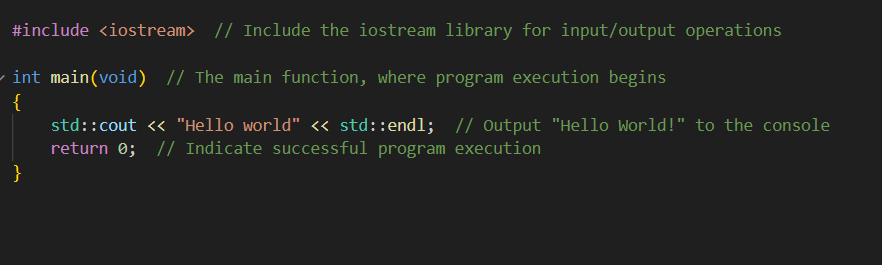 #include <iostream>  // Include the iostream library for input/output operations
int main(void)  // The main function, where program execution begins
{
    std::cout << "Hello world" << std::endl;  // Output "Hello World!" to the console
    return 0;  // Indicate successful program execution
}